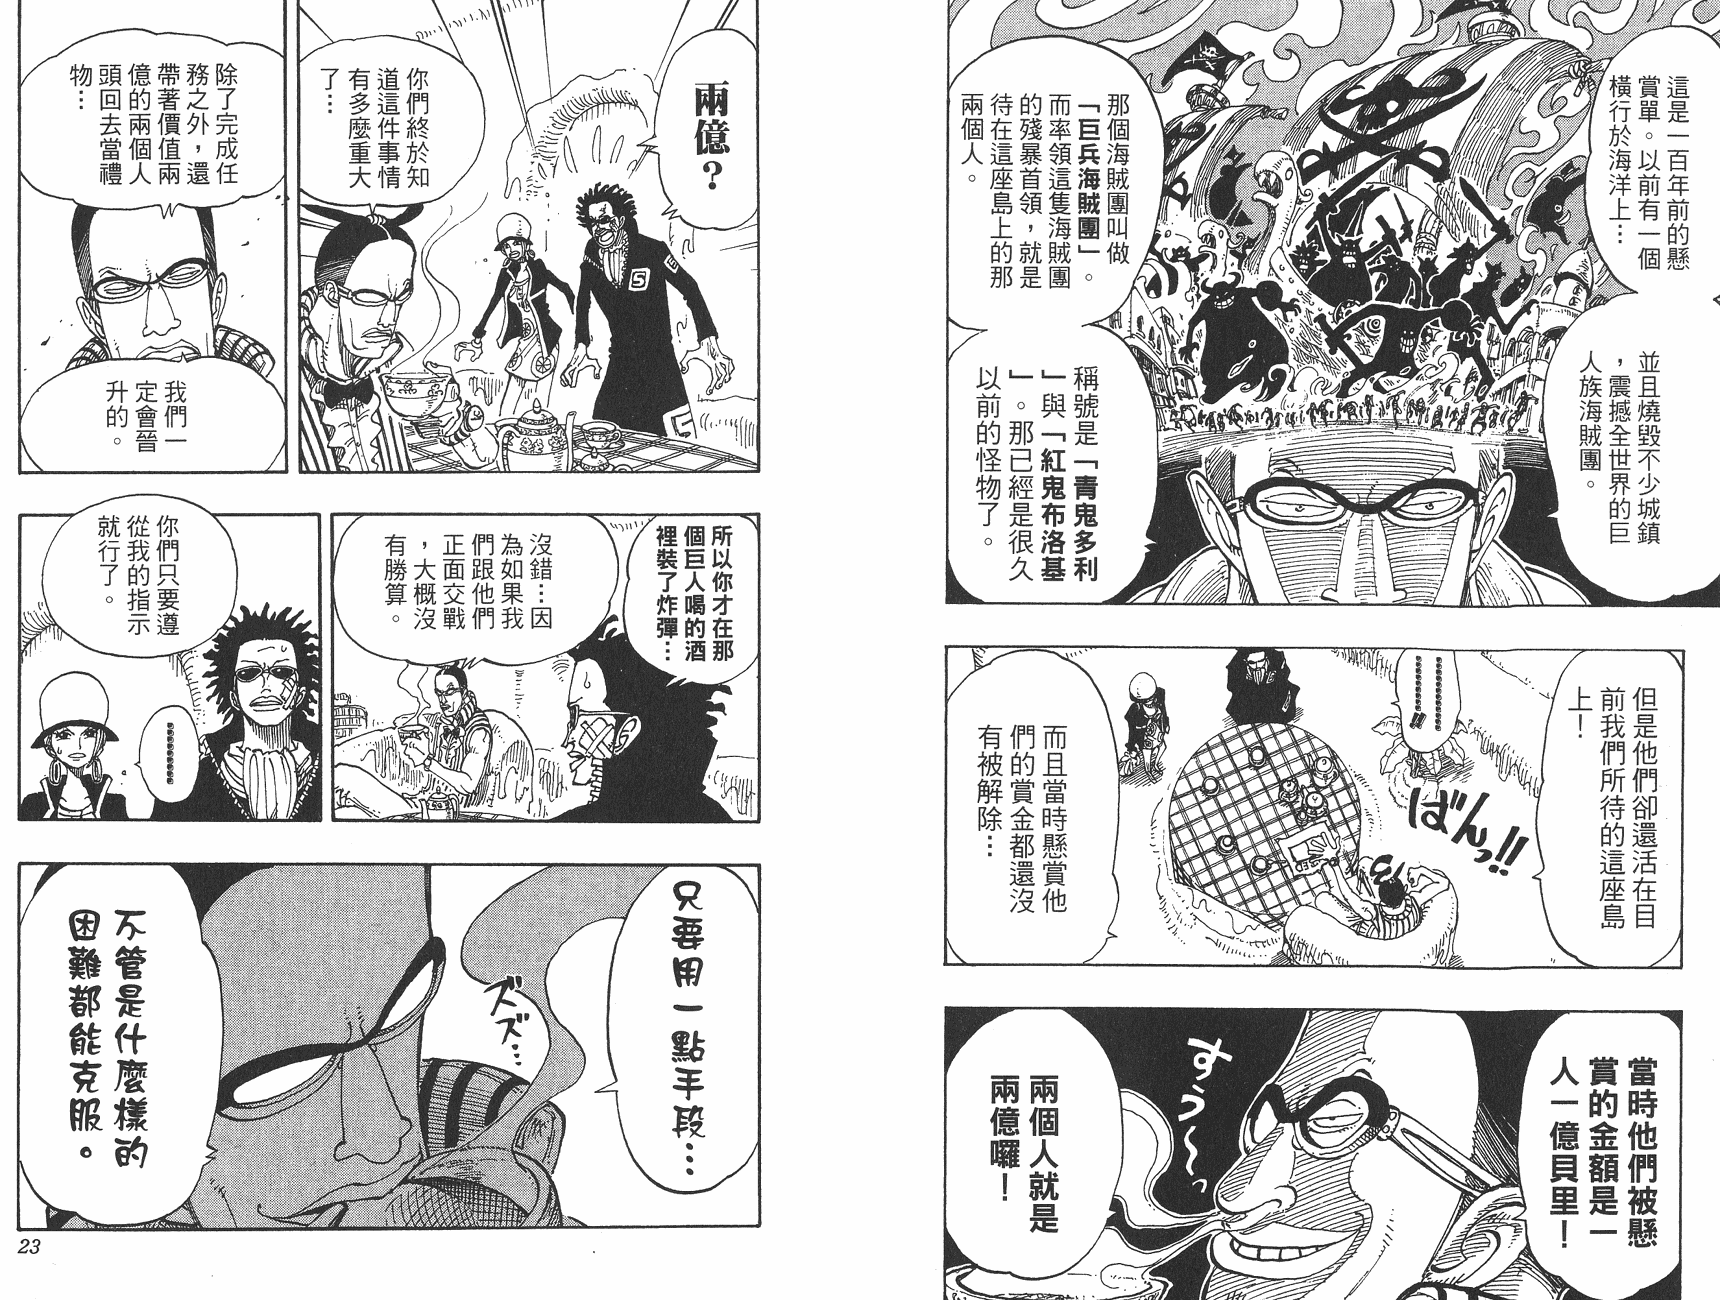 這是一百年前的懸
賞單。以前有一個
橫行於海洋上…
並且燒毀不少城鎮
，震撼全世界的巨
人族海賊團。
那個海賊團叫做
「巨兵海賊團」。
而率領這隻海賊團
的殘暴首領，就是
待在這座島上的那
兩個人。
稱號是「青鬼多利
」與「紅鬼布洛基
」。那已經是很久
以前的怪物了。
但是他們卻還活在目
前我們所待的這座島
上！
ばんっ!!
而且當時懸賞他
們的賞金都還沒
有被解除…
當時他們被懸
賞的金額是一
人一億貝里！
すう〜
兩個人就是
兩億囉！
兩億？
你們終於知
道這件事情
有多麼重大
了…
除了完成任
務之外，還
帶著價值兩
億的兩個人
頭回去當禮
物…
我們一
定會晉
升的。
所以你才在那
個巨人喝的酒
裡裝了炸彈…
沒錯…因
為如果我
們跟他們
正面交戰
，大概沒
有勝算。
你們只要遵
從我的指示
就行了。
只要用一點手段…
ズズ…
不管是什麼樣的
困難都能克服。
23